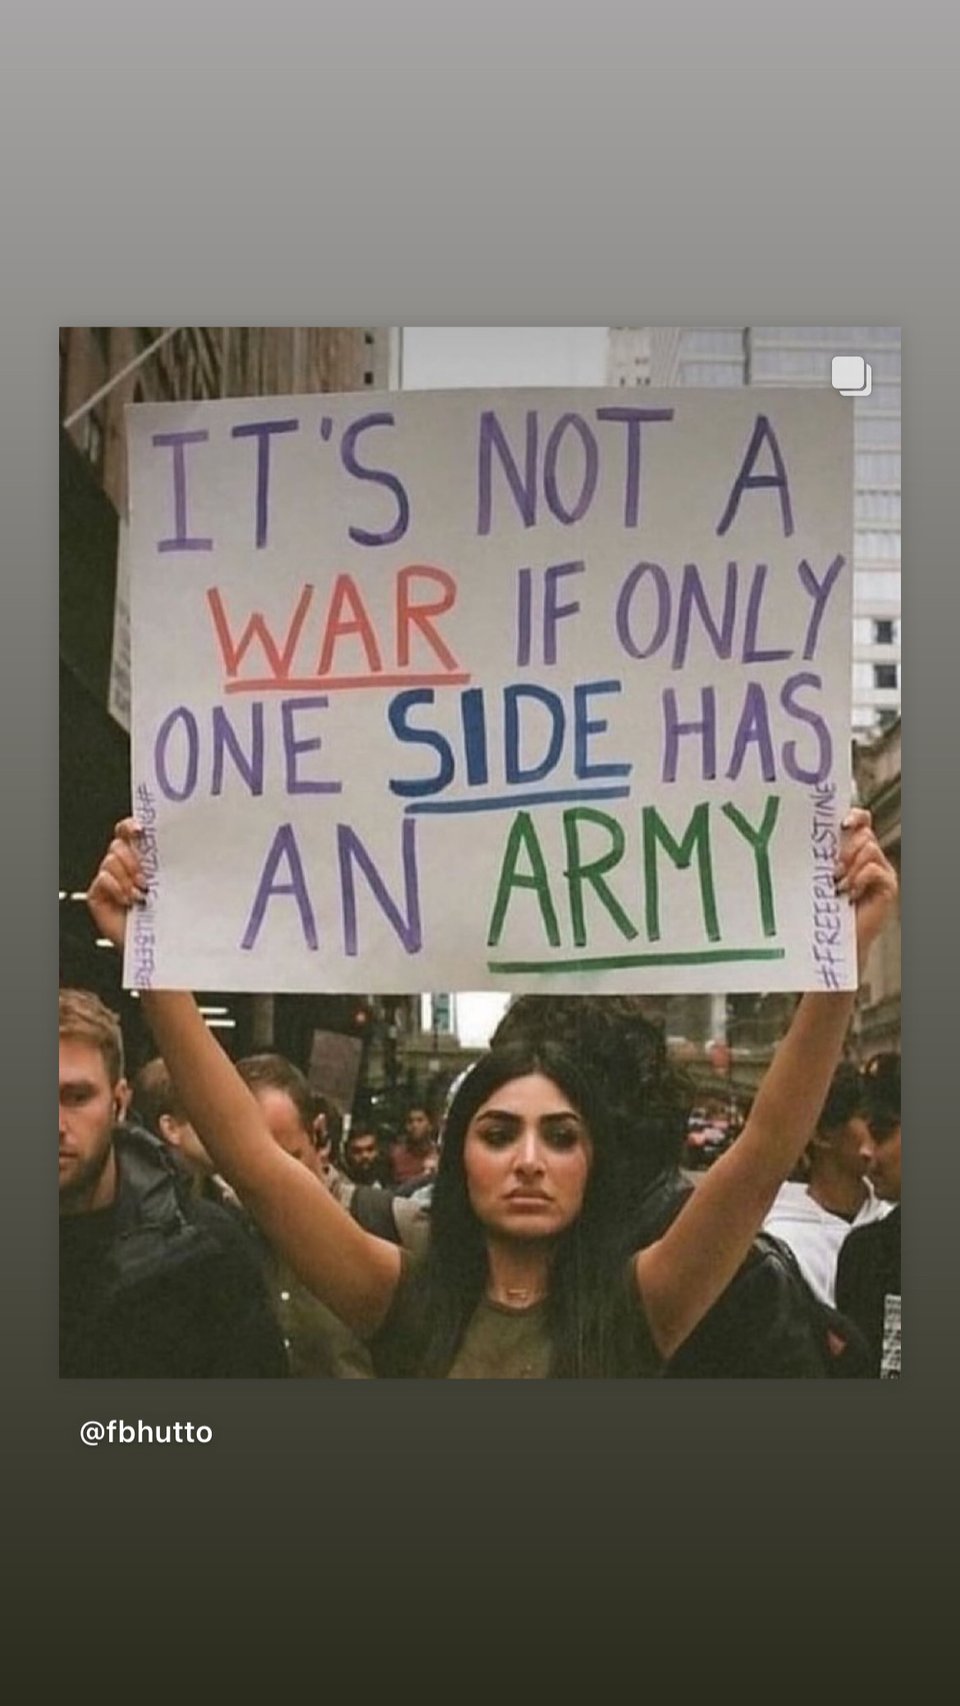 IT'S NOT A
WAR IF ONLY
ONE SIDE HAS
AN ARMY
#FREEPALESTINE
@fbhutto